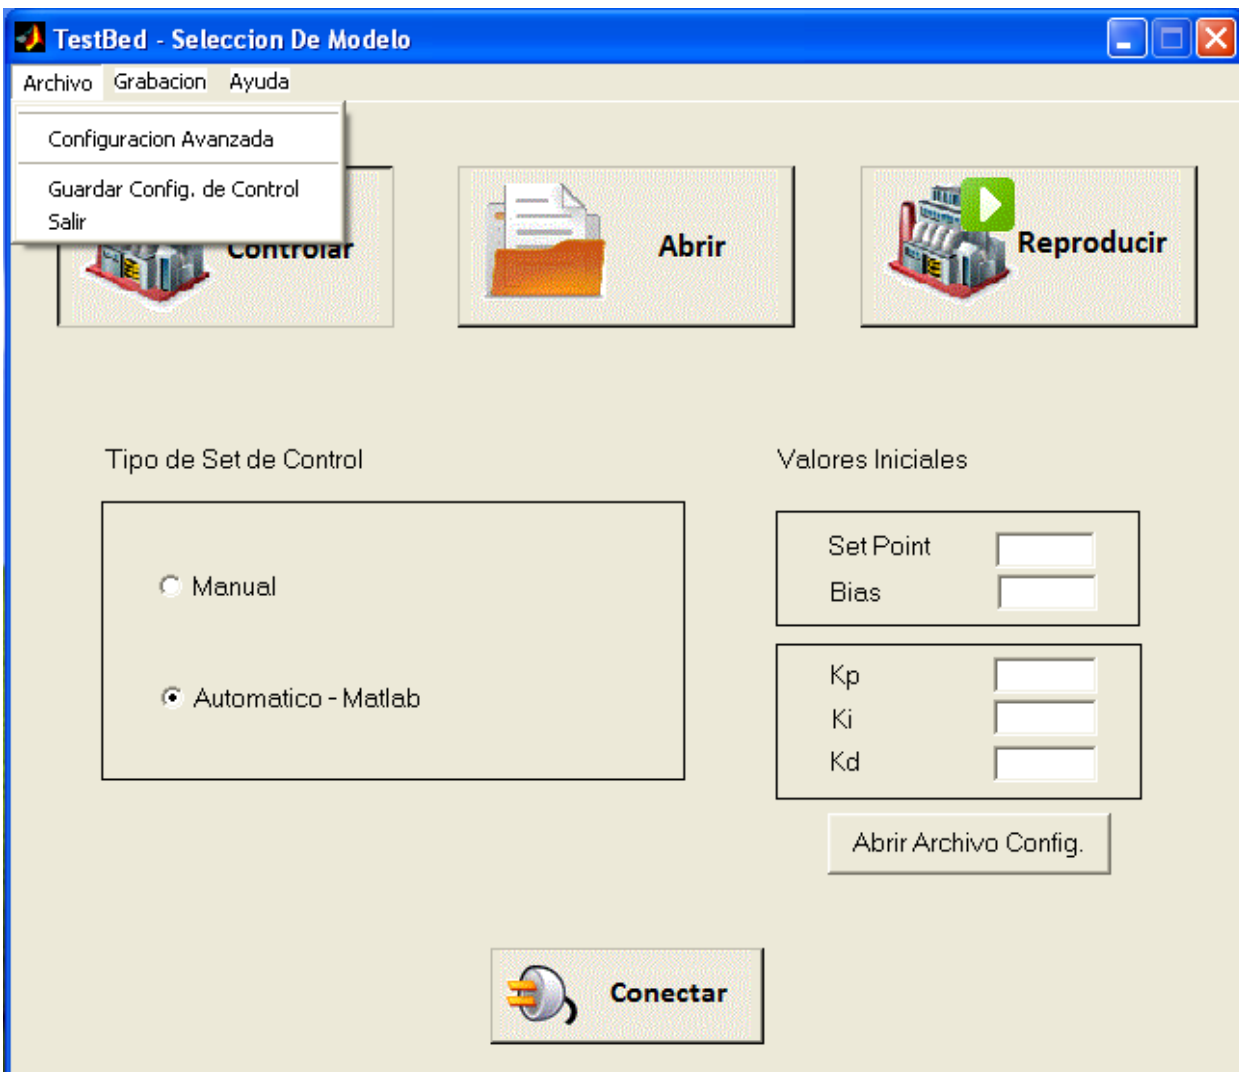 TestBed - Seleccion De Modelo
Archivo Grabacion Ayuda
Configuracion Avanzada
Guardar Config. de Control
Salir
Controlar
Abrir
Reproducir
Tipo de Set de Control
Manual
Automatico - Matlab
Valores Iniciales
Set Point
Bias
Kp
Ki
Kd
Abrir Archivo Config.
Conectar